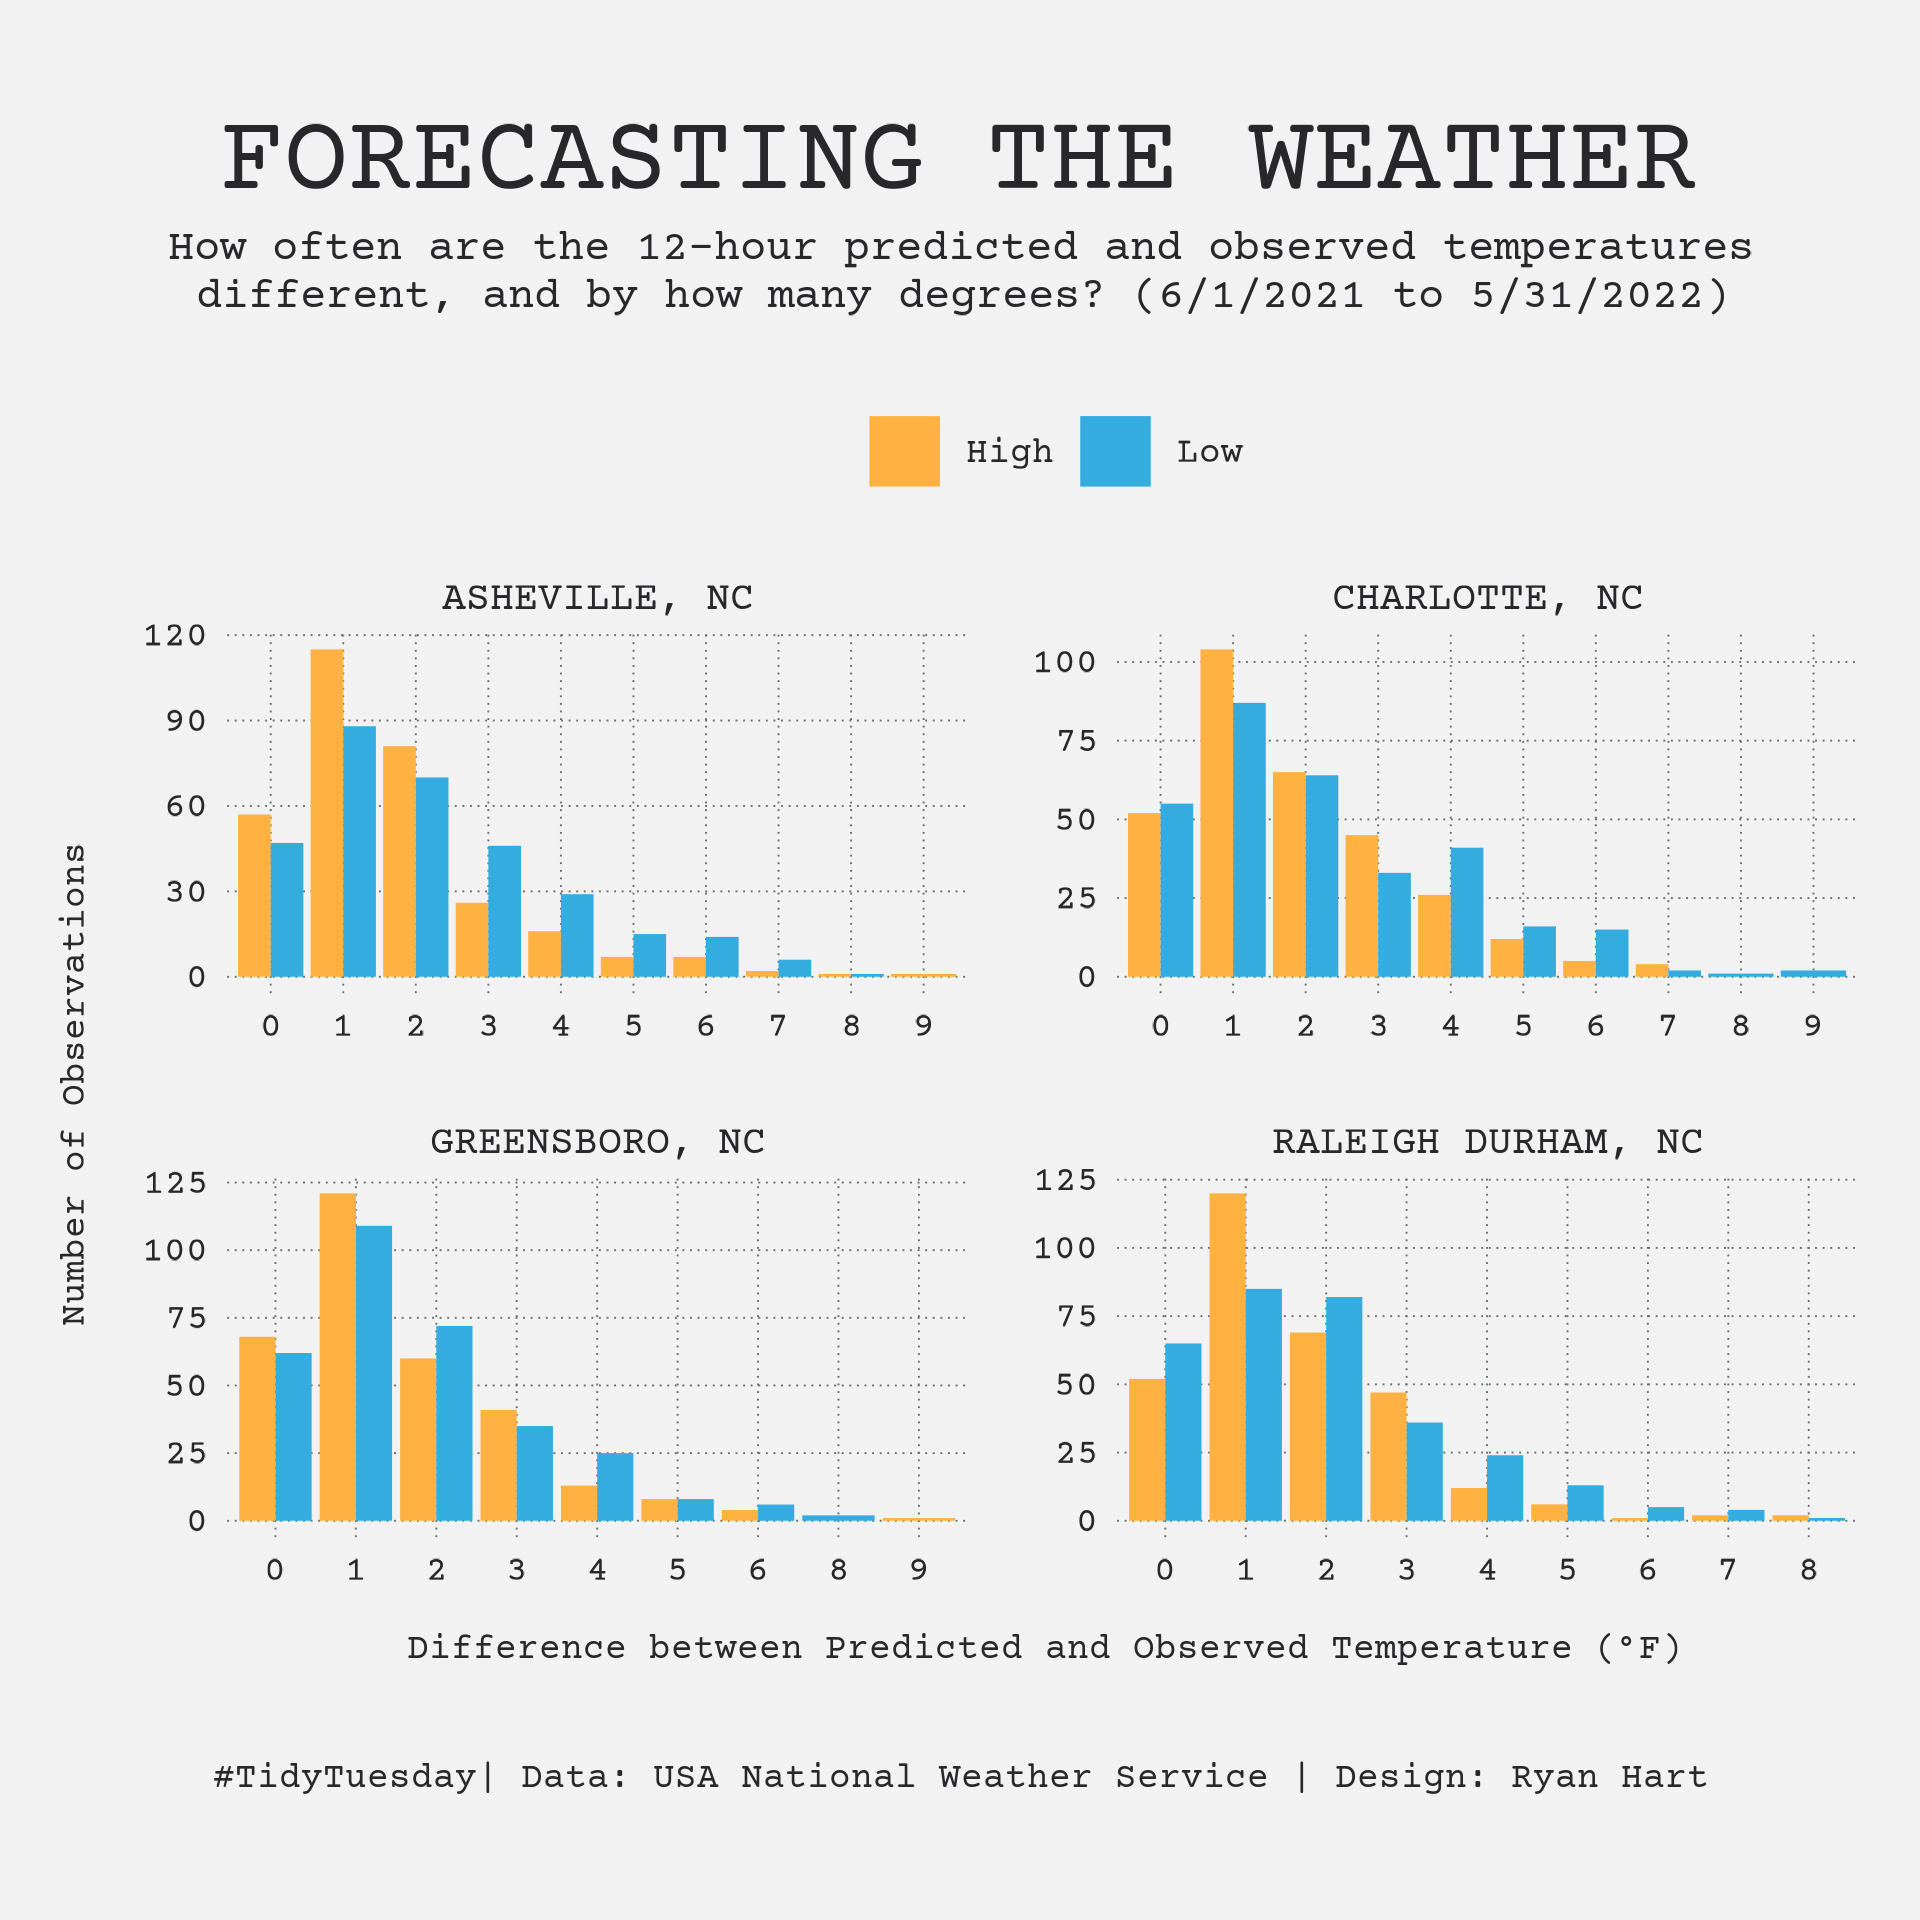 FORECASTING THE WEATHER
How often are the 12-hour predicted and observed temperatures
different, and by how many degrees? (6/1/2021 to 5/31/2022)
High Low
ASHEVILLE, NC
120
90
60
30
0
0 1 2 3 4 5 6 7 8 9
CHARLOTTE, NC
100
75
50
25
0
0 1 2 3 4 5 6 7 8 9
Number of Observations
GREENSBORO, NC
125
100
75
50
25
0
0 1 2 3 4 5 6 8 9
RALEIGH DURHAM, NC
125
100
75
50
25
0
0 1 2 3 4 5 6 7 8
Difference between Predicted and Observed Temperature (°F)
#TidyTuesday| Data: USA National Weather Service | Design: Ryan Hart